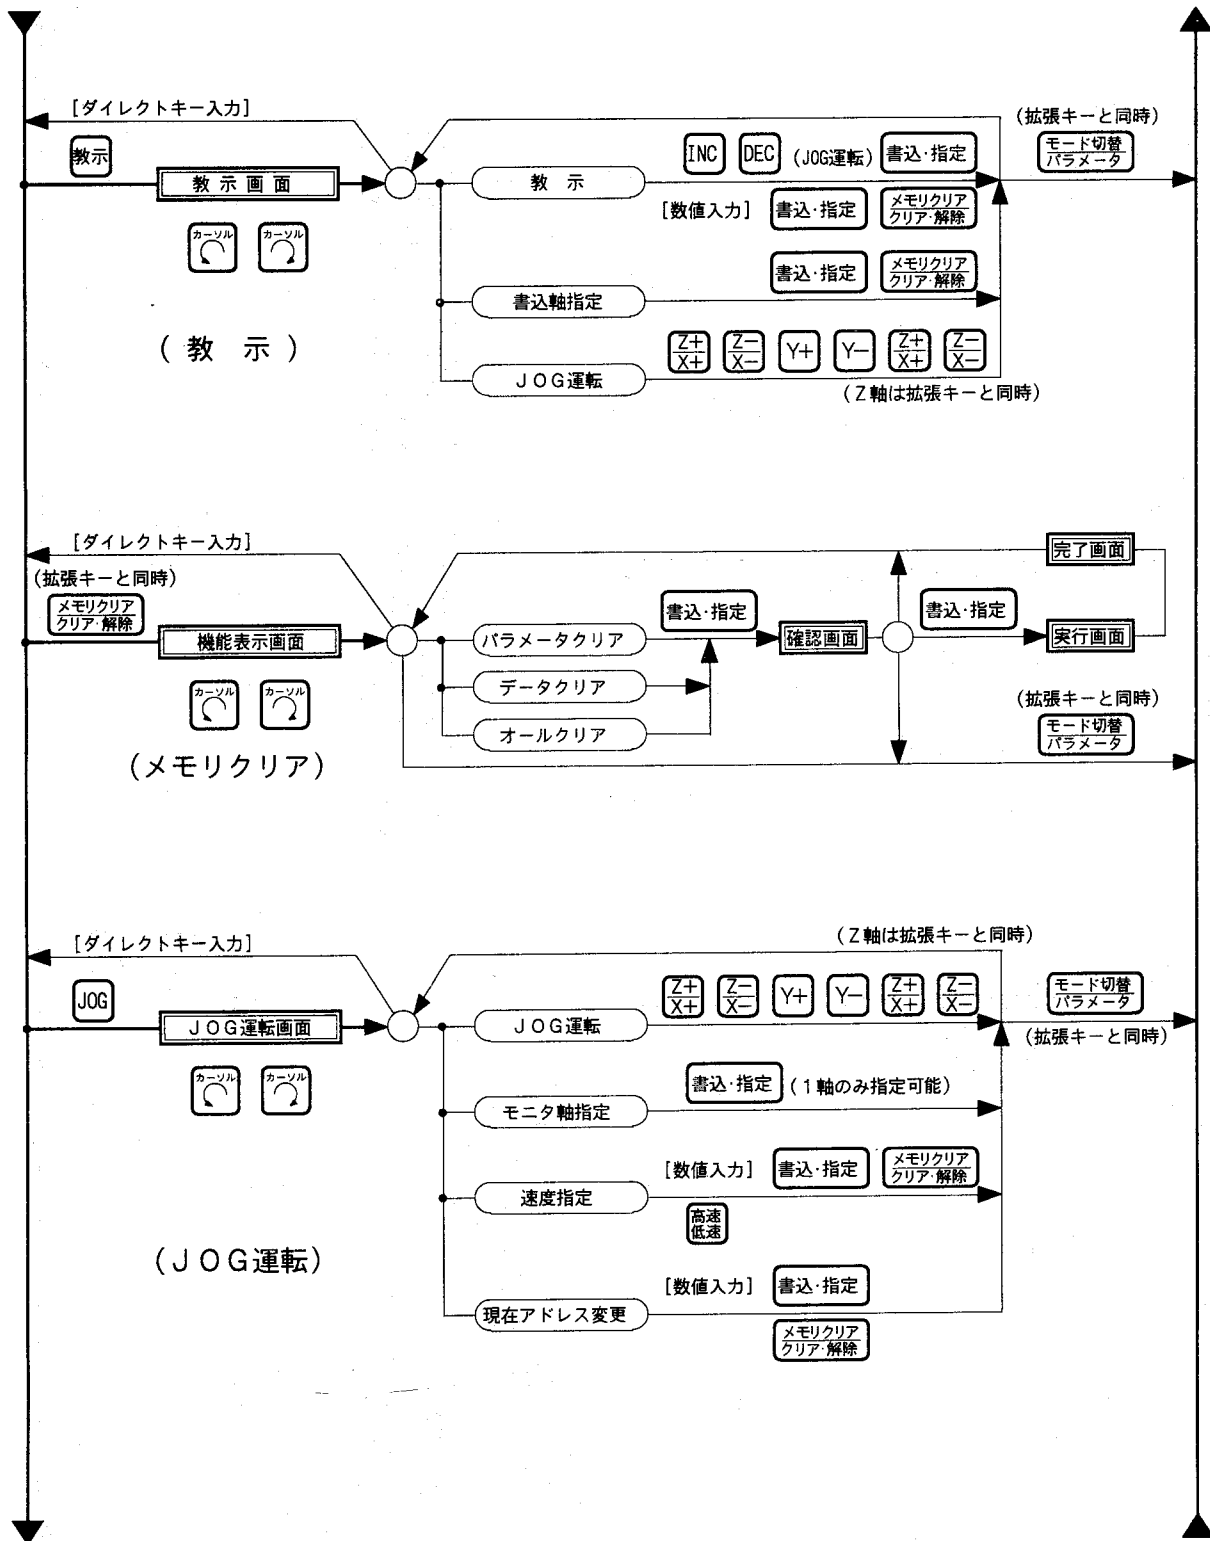 [ダイレクトキー入力]
(拡張キーと同時)
教示
INC DEC (JOG運転) 書込・指定
モード切替
パラメータ
教示画面
教 示
[数値入力] 書込・指定 メモリクリア
クリア・解除
カーソル カーソル
書込・指定 メモリクリア
クリア・解除
書込軸指定
(教 示)
Z+ Z− Y+ Y− Z+ Z−
X+ X− X+ X−
JOG運転
(Z軸は拡張キーと同時)
[ダイレクトキー入力]
完了画面
(拡張キーと同時)
メモリクリア
クリア・解除
書込・指定
書込・指定
機能表示画面
パラメータクリア
確認画面
実行画面
カーソル カーソル
データクリア
(拡張キーと同時)
オールクリア
モード切替
パラメータ
(メモリクリア)
(Z軸は拡張キーと同時)
[ダイレクトキー入力]
JOG
Z+ Z− Y+ Y− Z+ Z−
X+ X− X+ X−
モード切替
パラメータ
JOG運転画面
JOG運転
(拡張キーと同時)
カーソル カーソル
書込・指定 (1軸のみ指定可能)
モニタ軸指定
[数値入力] 書込・指定 メモリクリア
クリア・解除
速度指定
高速
低速
(JOG運転)
[数値入力] 書込・指定
現在アドレス変更
メモリクリア
クリア・解除